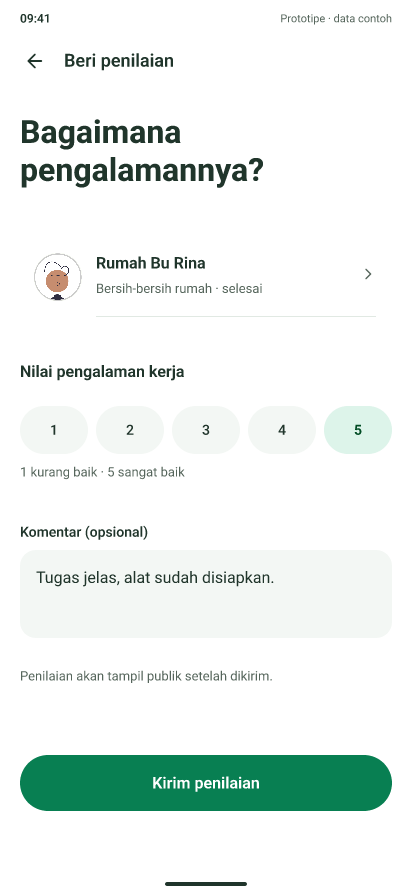 09:41
Prototipe · data contoh
Beri penilaian
Bagaimana
pengalamannya?
Rumah Bu Rina
Bersih-bersih rumah · selesai
Nilai pengalaman kerja
1
2
3
4
5
1 kurang baik · 5 sangat baik
Komentar (opsional)
Tugas jelas, alat sudah disiapkan.
Penilaian akan tampil publik setelah dikirim.
Kirim penilaian